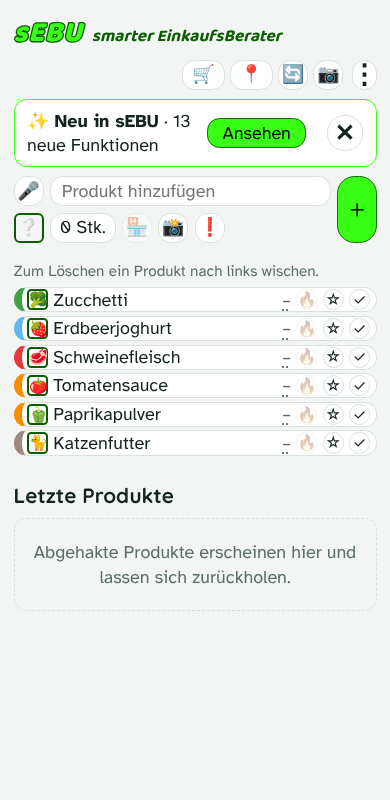 sEBU smarter EinkaufsBerater
✨ Neu in sEBU · 13
neue Funktionen
Ansehen
Produkt hinzufügen
+
0 Stk.
Zum Löschen ein Produkt nach links wischen.
Zucchetti –
Erdbeerjoghurt –
Schweinefleisch –
Tomatensauce –
Paprikapulver –
Katzenfutter –
Letzte Produkte
Abgehakte Produkte erscheinen hier und
lassen sich zurückholen.